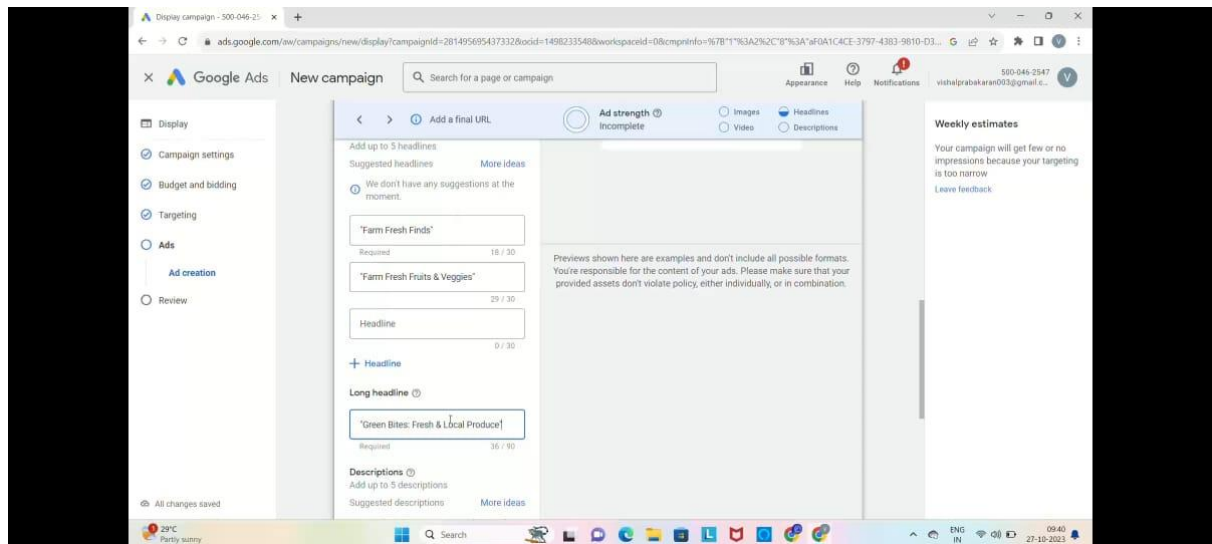 Display campaign - 500-046-25
ads.google.com/aw/campaigns/new/display?campaignId=281495695437332&ocid=1498233548&workspaceid=0&cmpnInfo=%7B"1"%3A2%2C"8"%3A"aF0A1C4CE-3797-4383-9810-D3...
Google Ads
New campaign
Search for a page or campaign
Appearance
Help
Notifications
500-046-2547
vishalprabakaran003@gmail.c...
V
Display
Campaign settings
Budget and bidding
Targeting
Ads
Ad creation
Review
All changes saved
Add a final URL
Ad strength
Incomplete
Images
Headlines
Video
Descriptions
Add up to 5 headlines
Suggested headlines
More ideas
We don't have any suggestions at the
moment.
"Farm Fresh Finds"
Required
18 / 30
"Farm Fresh Fruits & Veggies"
29 / 30
Headline
0 / 30
+ Headline
Long headline
"Green Bites: Fresh & Local Produce"
Required
36 / 90
Descriptions
Add up to 5 descriptions
Suggested descriptions
More ideas
Previews shown here are examples and don't include all possible formats.
You're responsible for the content of your ads. Please make sure that your
provided assets don't violate policy, either individually, or in combination.
Weekly estimates
Your campaign will get few or no
impressions because your targeting
is too narrow
Leave feedback
29°C
Partly sunny
Search
ENG
IN
09:40
27-10-2023